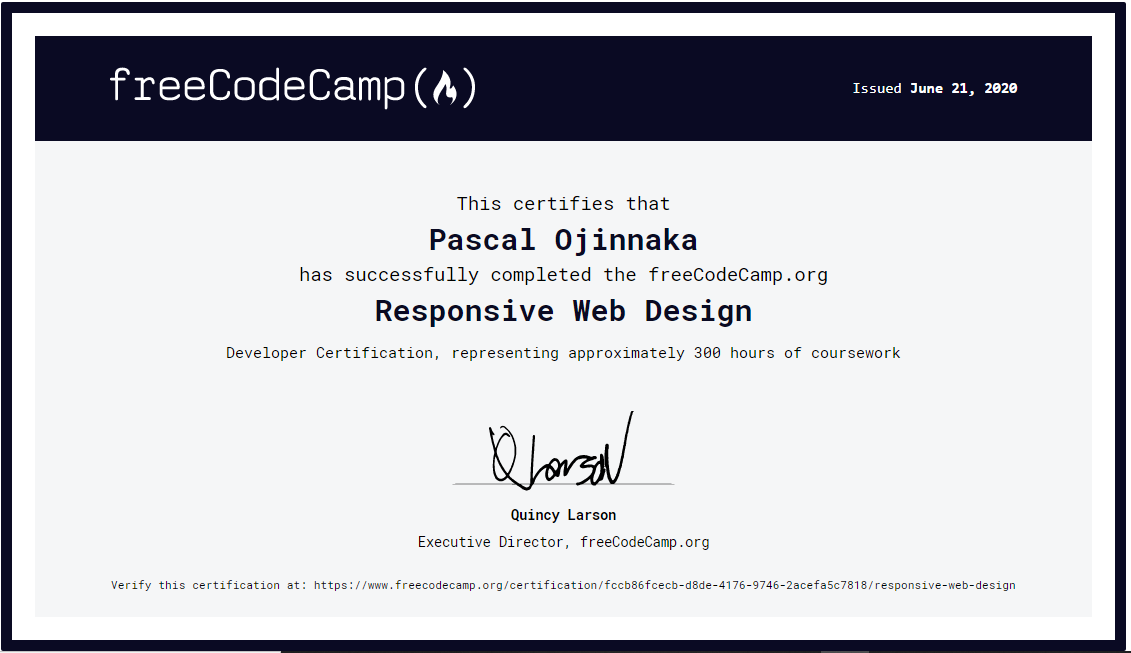 freeCodeCamp
Issued June 21, 2020
This certifies that
Pascal Ojinnaka
has successfully completed the freeCodeCamp.org
Responsive Web Design
Developer Certification, representing approximately 300 hours of coursework
Q Larson
Quincy Larson
Executive Director, freeCodeCamp.org
Verify this certification at: https://www.freecodecamp.org/certification/fccb86fcecb-d8de-4176-9746-2acefa5c7818/responsive-web-design